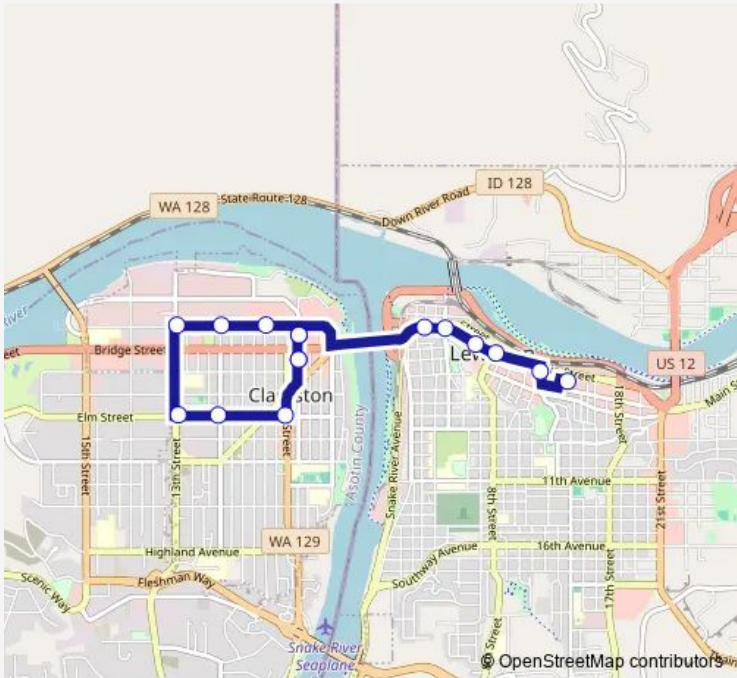 ID 128
WA 128
State Route 128
Down River Road
River
Bridge Street
US 12
Street
Elm Street
Main S
18th Street
15th Street
13th Street
Street
Asotin County
Snake River Avenue
8th Street
11th Avenue
21st Street
WA 129
Highland Avenue
16th Avenue
Southway Avenue
17th Street
Scenic Way
Fleshman Way
Street
Snake River
Seaplane
© OpenStreetMap contributors